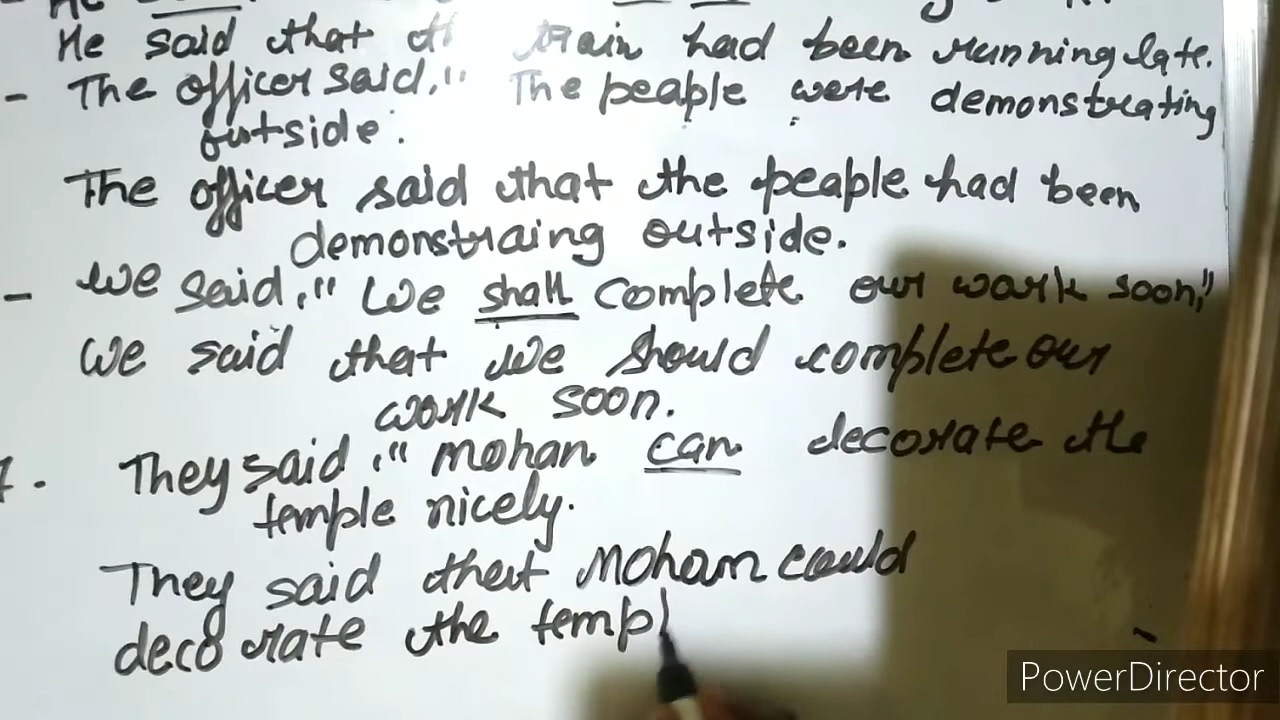 He said that th train had been running late.
- The officer said," The peaple were demonstrating
outside.
The officer said that the peaple had been
demonstraing outside.
- We said," We shall complete our work soon,"
We said that we should complete our
work soon.
7. They said," mohan can decorate the
temple nicely.
They said that Mohan could
decorate the templ
PowerDirector